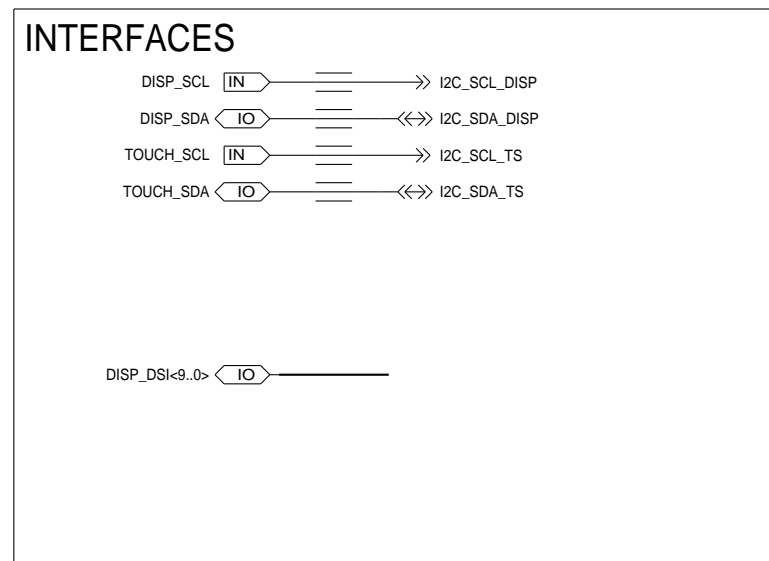 INTERFACES
DISP_SCL IN I2C_SCL_DISP
DISP_SDA IO I2C_SDA_DISP
TOUCH_SCL IN I2C_SCL_TS
TOUCH_SDA IO I2C_SDA_TS
DISP_DSI<9..0> IO